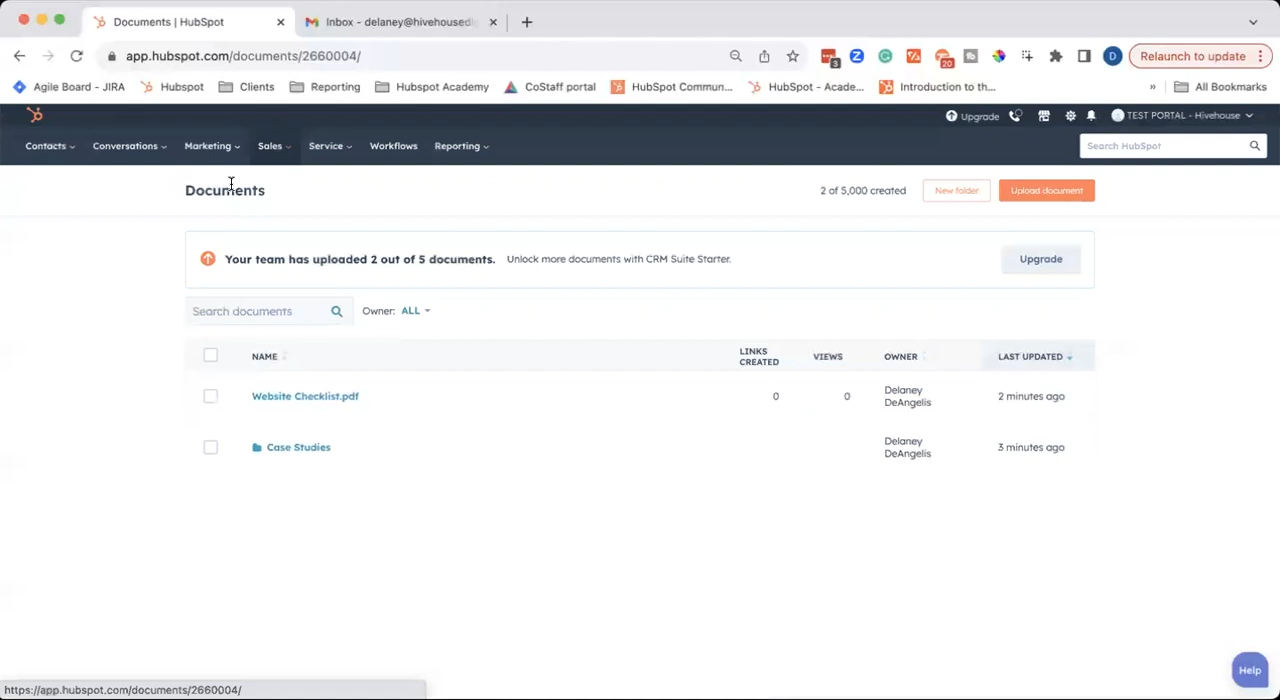 Documents | HubSpot
Inbox - delaney@hivehousedi
app.hubspot.com/documents/2660004/
3
20
D
Relaunch to update
Agile Board - JIRA
Hubspot
Clients
Reporting
Hubspot Academy
CoStaff portal
HubSpot Commun...
HubSpot - Acade...
Introduction to th...
»
All Bookmarks
Upgrade
TEST PORTAL - Hivehouse
Contacts
Conversations
Marketing
Sales
Service
Workflows
Reporting
Search HubSpot
Documents
2 of 5,000 created
New folder
Upload document
Your team has uploaded 2 out of 5 documents. Unlock more documents with CRM Suite Starter.
Upgrade
Search documents
Owner: ALL
NAME
LINKS CREATED
VIEWS
OWNER
LAST UPDATED
Website Checklist.pdf
0
0
Delaney DeAngelis
2 minutes ago
Case Studies
Delaney DeAngelis
3 minutes ago
Help
https://app.hubspot.com/documents/2660004/